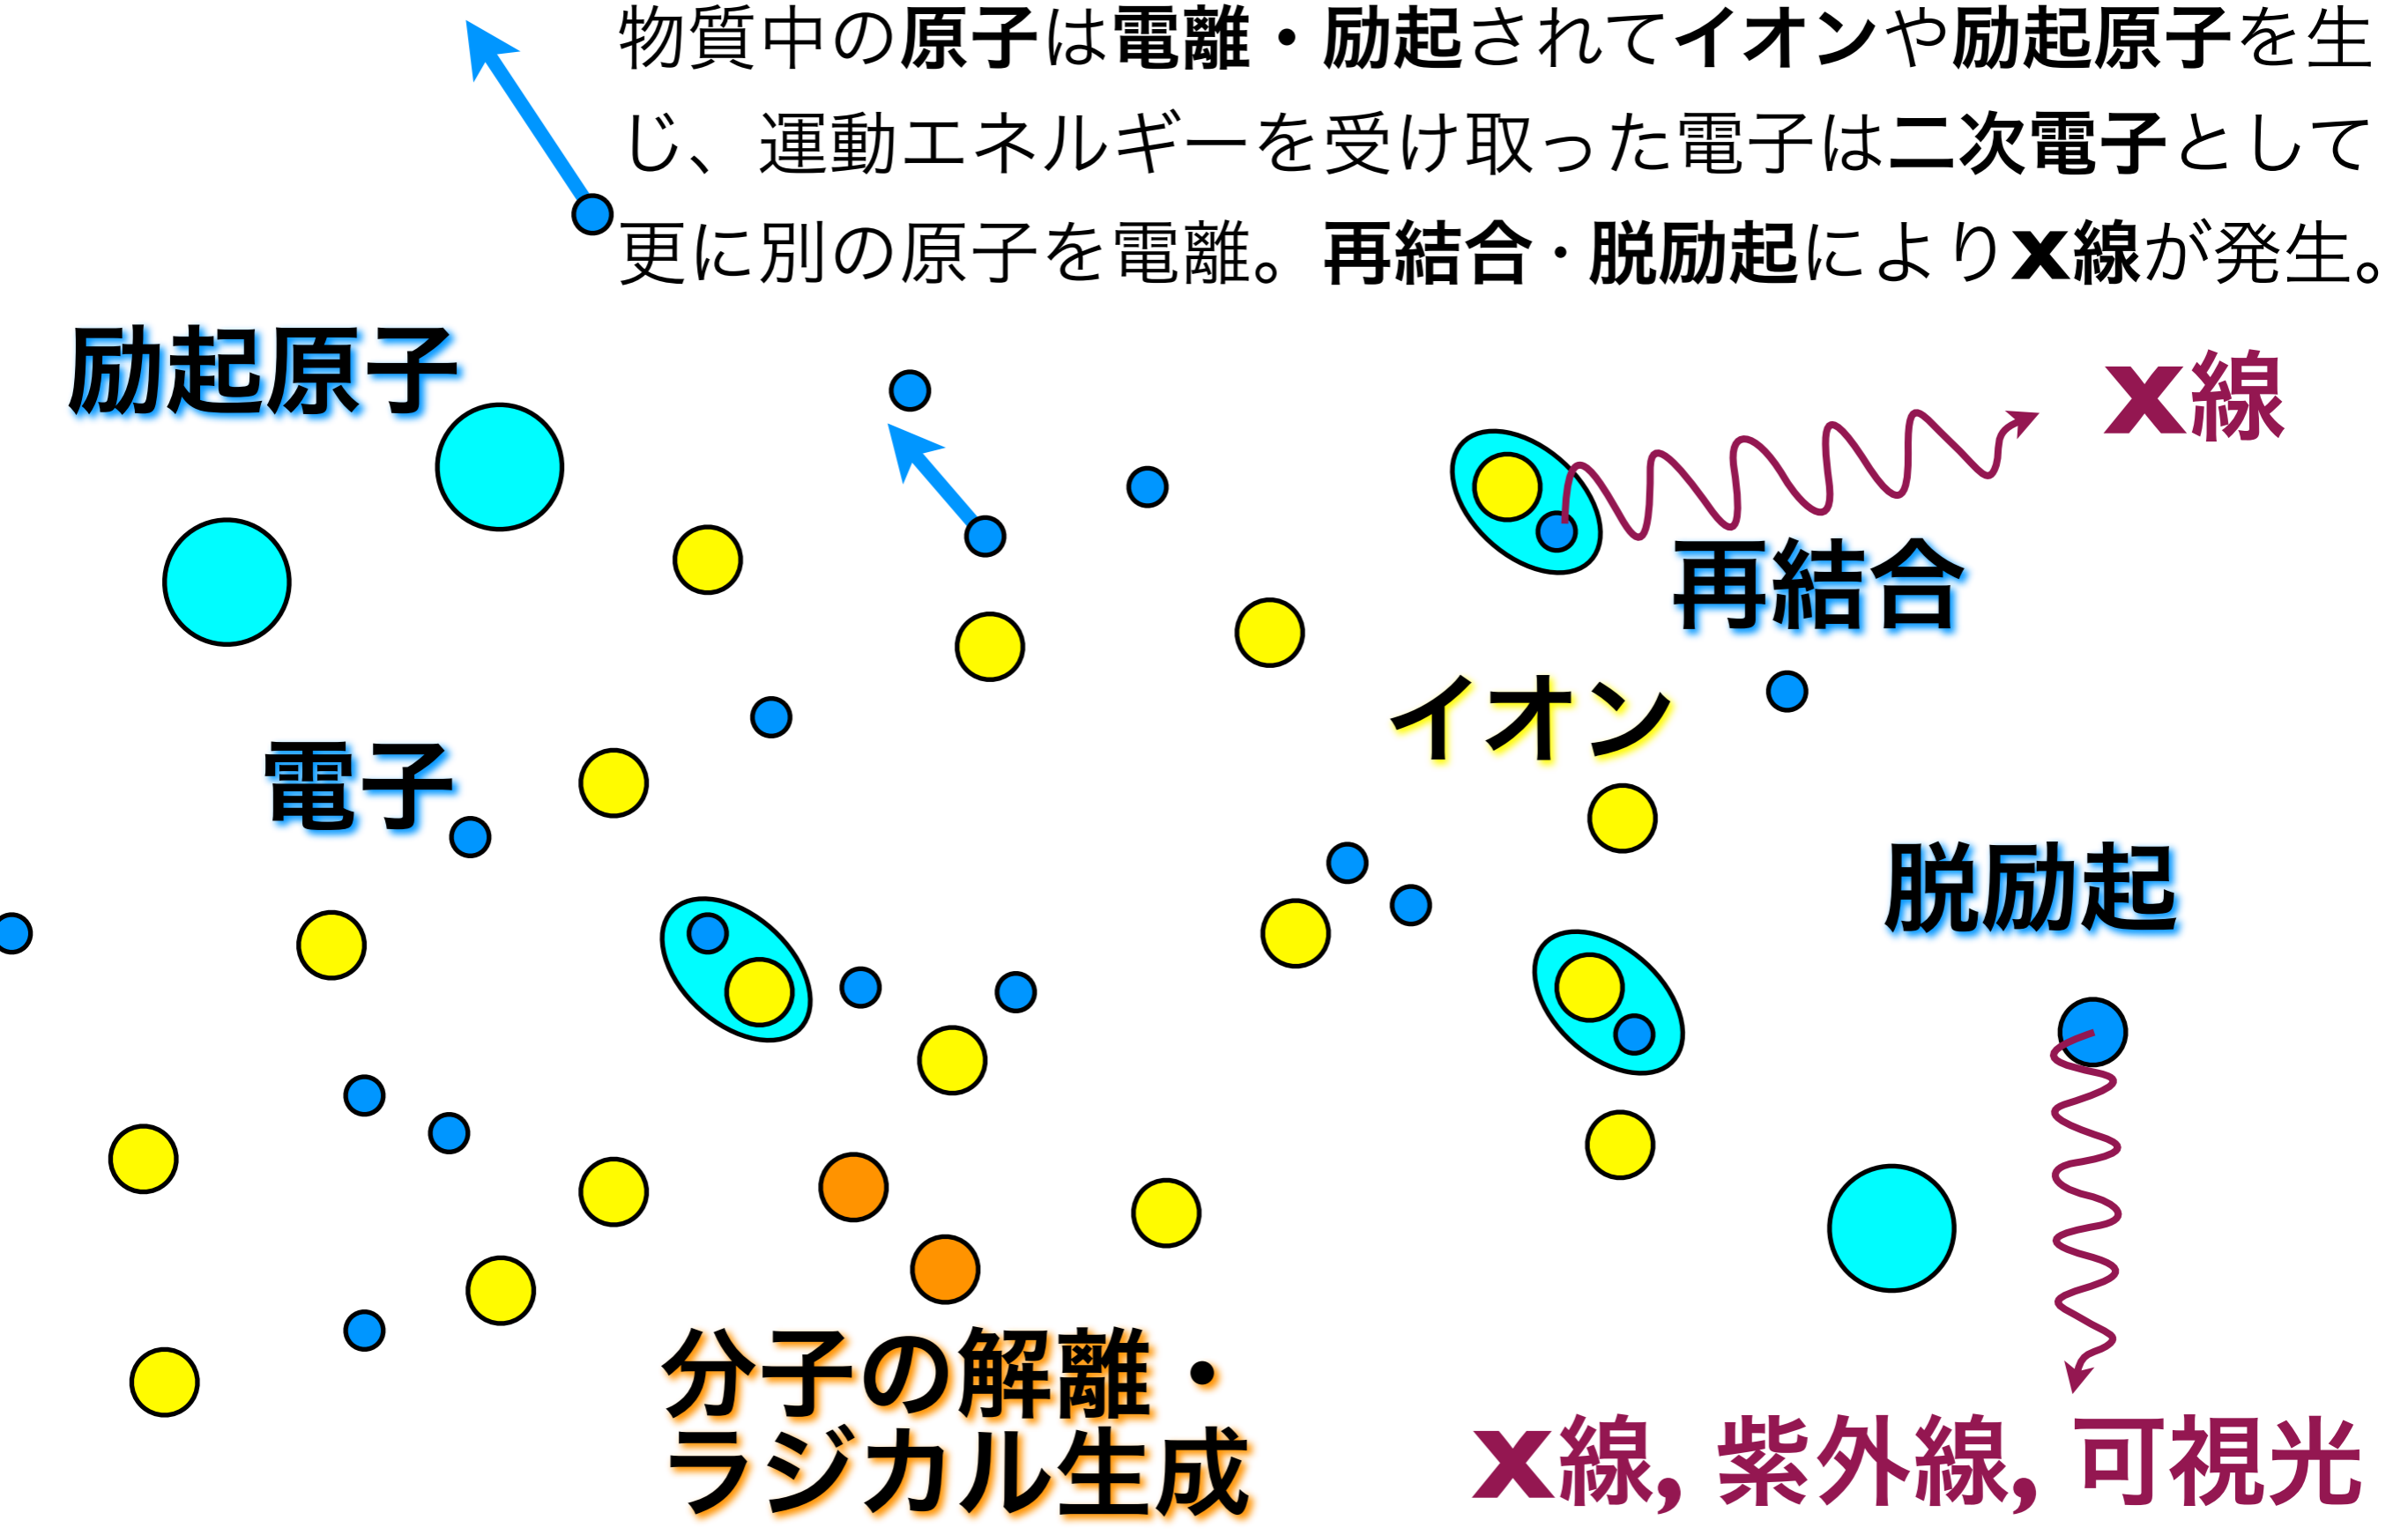 物質中の原子は電離・励起されてイオンや励起原子を生
じ、運動エネルギーを受け取った電子は二次電子として
更に別の原子を電離。再結合・脱励起によりx線が発生。
励起原子
x線
再結合
イオン
電子
脱励起
分子の解離・
ラジカル生成
x線, 紫外線, 可視光